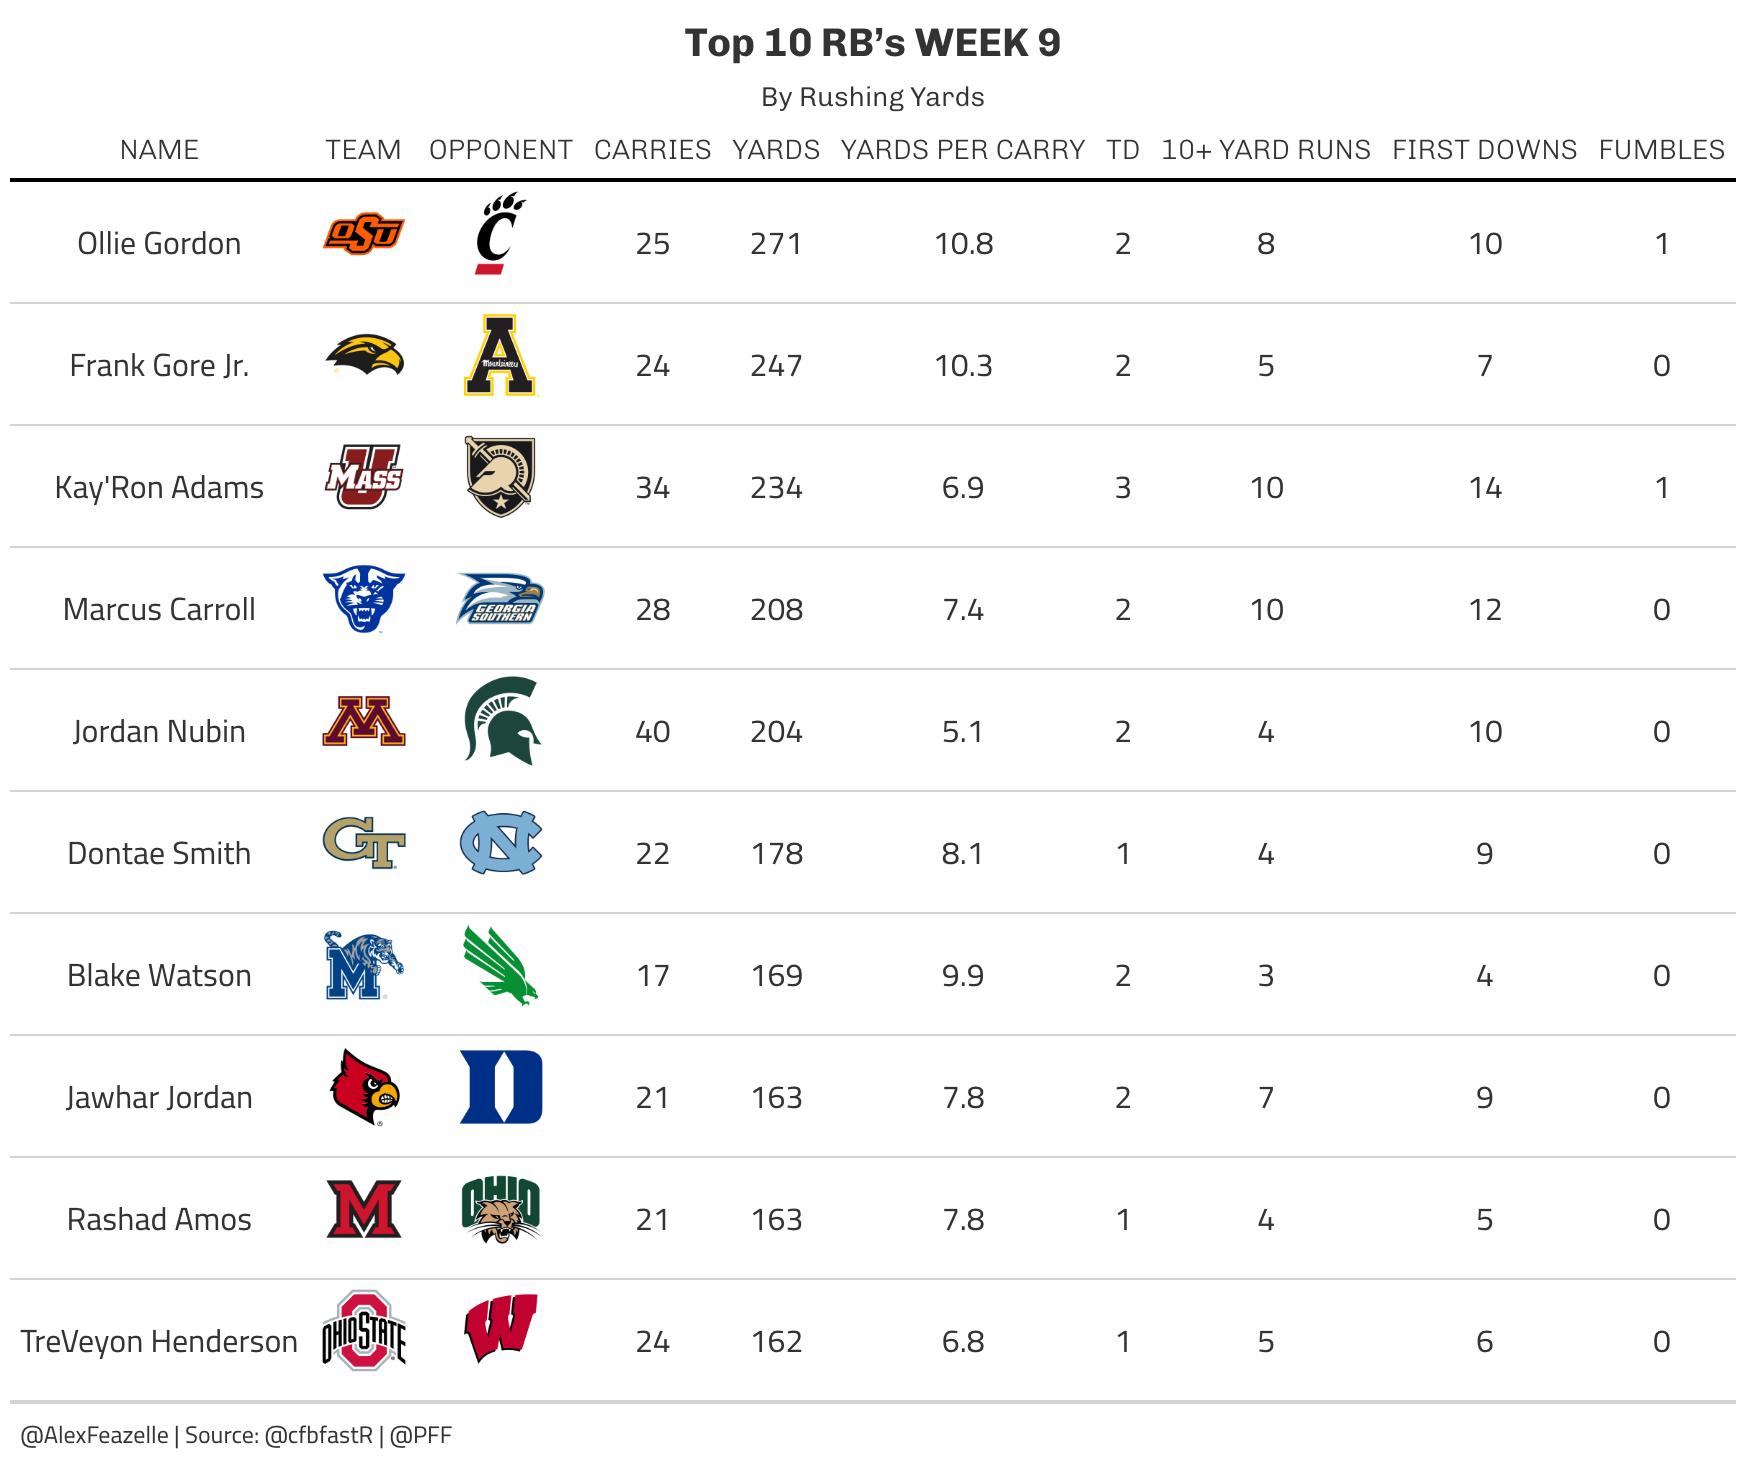 Top 10 RB’s WEEK 9
By Rushing Yards
NAME TEAM OPPONENT CARRIES YARDS YARDS PER CARRY TD 10+ YARD RUNS FIRST DOWNS FUMBLES
Ollie Gordon OSU C 25 271 10.8 2 8 10 1
Frank Gore Jr. A Mountaineers 24 247 10.3 2 5 7 0
Kay'Ron Adams U MASS 34 234 6.9 3 10 14 1
Marcus Carroll GEORGIA SOUTHERN 28 208 7.4 2 10 12 0
Jordan Nubin M 40 204 5.1 2 4 10 0
Dontae Smith GT NC 22 178 8.1 1 4 9 0
Blake Watson M 17 169 9.9 2 3 4 0
Jawhar Jordan D 21 163 7.8 2 7 9 0
Rashad Amos M OHIO 21 163 7.8 1 4 5 0
TreVeyon Henderson OHIO STATE W 24 162 6.8 1 5 6 0
@AlexFeazelle | Source: @cfbfastR | @PFF